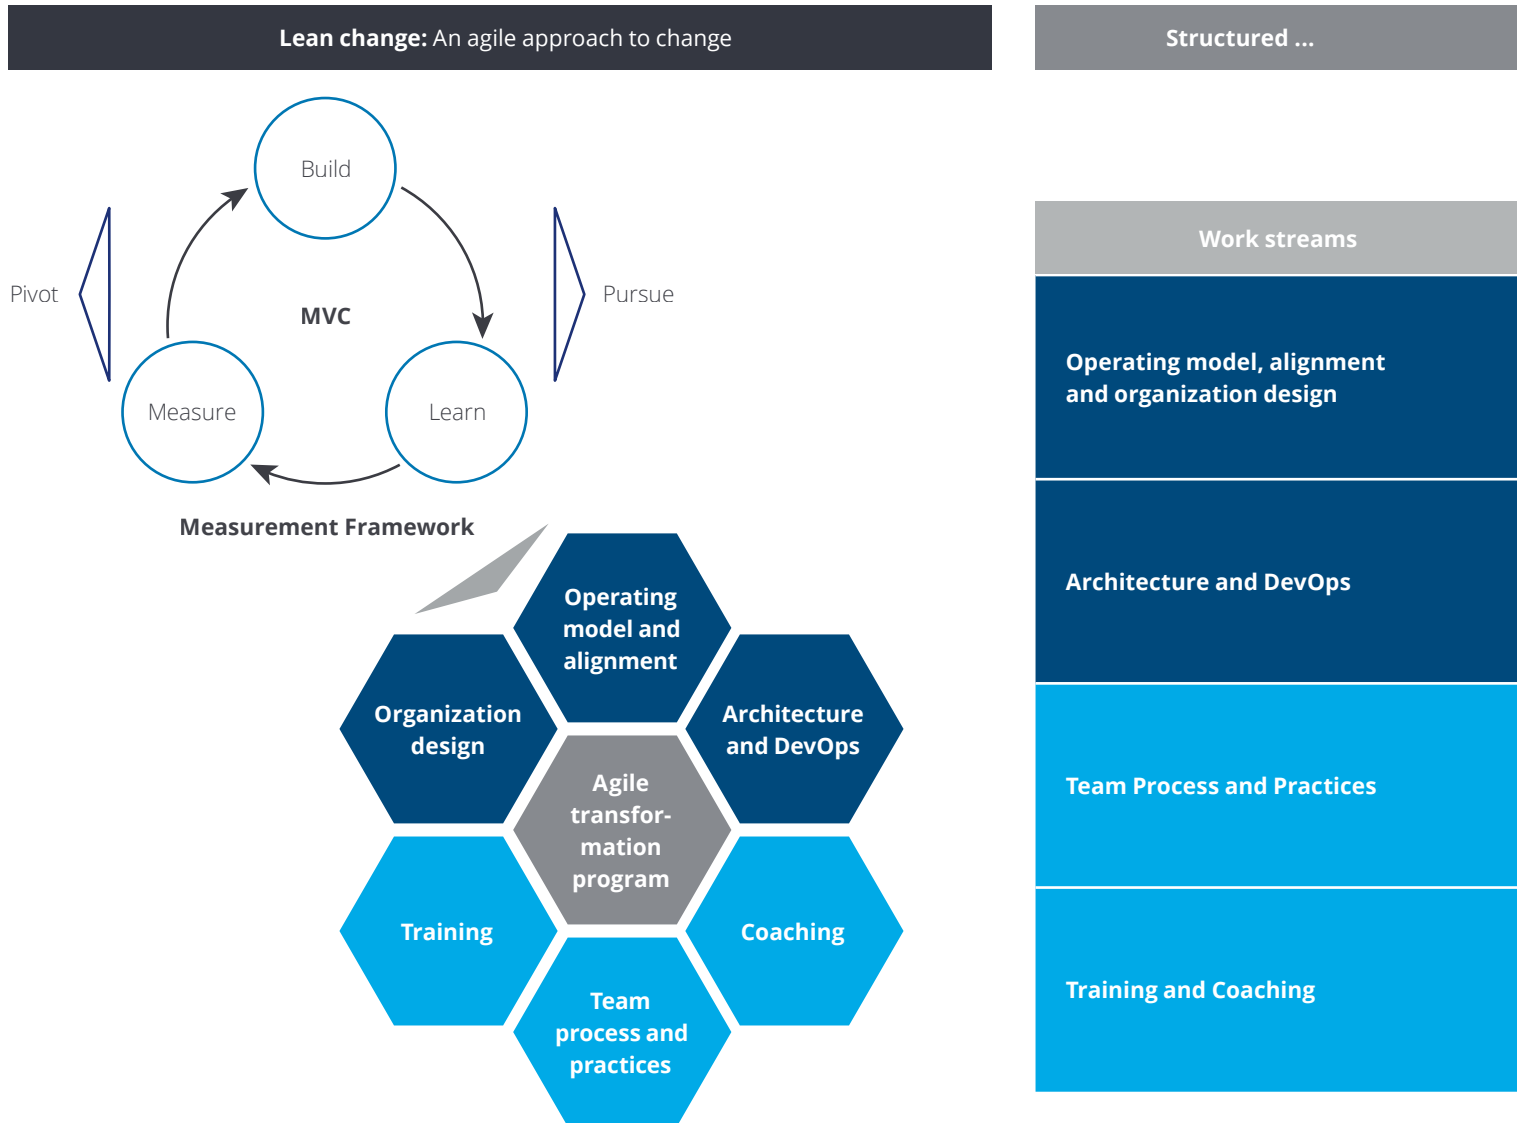 Lean change: An agile approach to change
Build
Pivot
Pursue
MVC
Measure
Learn
Measurement Framework
Operating
model and
alignment
Organization
design
Architecture
and DevOps
Agile
transfor-
mation
program
Training
Coaching
Team
process and
practices
Structured ...
Work streams
Operating model, alignment
and organization design
Architecture and DevOps
Team Process and Practices
Training and Coaching